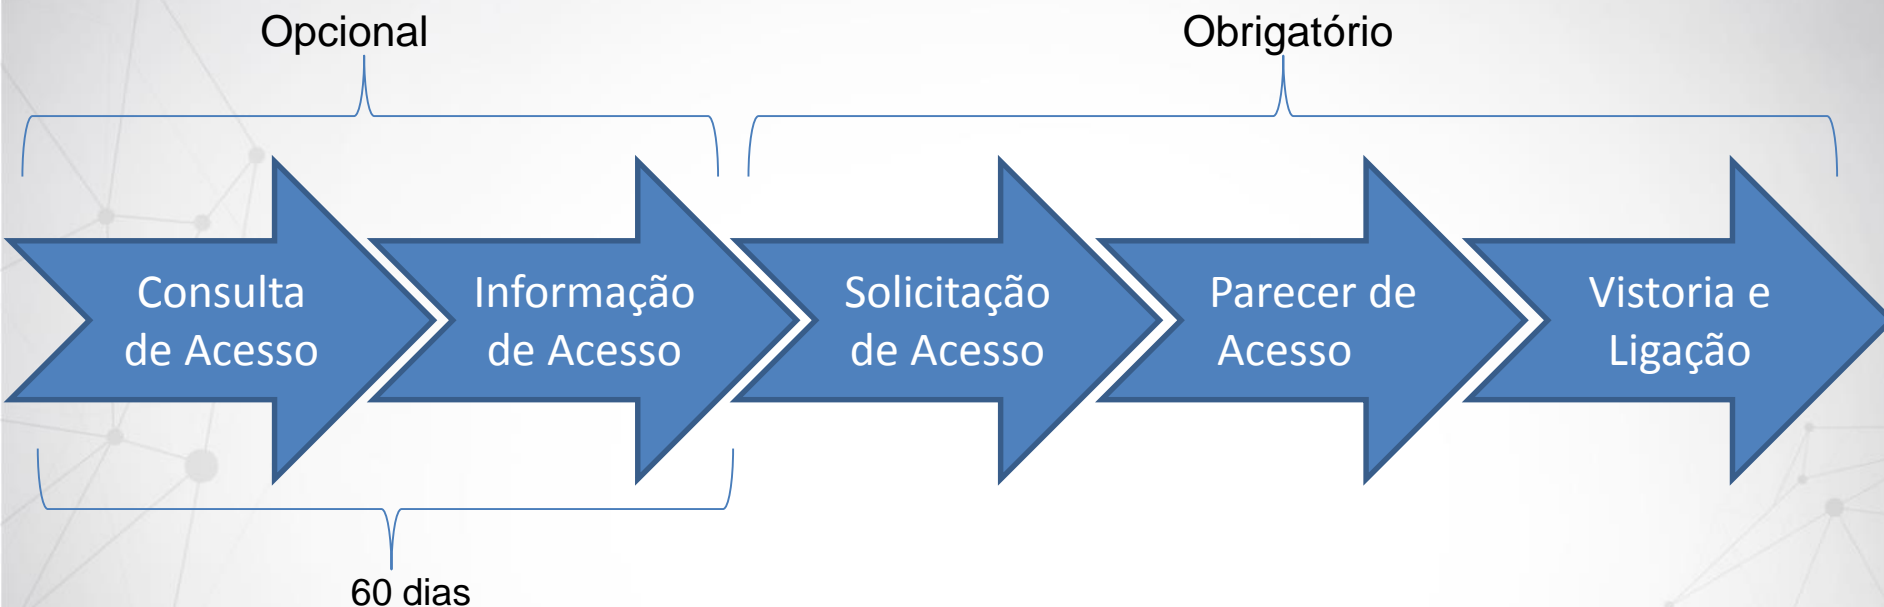 Opcional
Obrigatório
Consulta
de Acesso
Informação
de Acesso
Solicitação
de Acesso
Parecer de
Acesso
Vistoria e
Ligação
60 dias